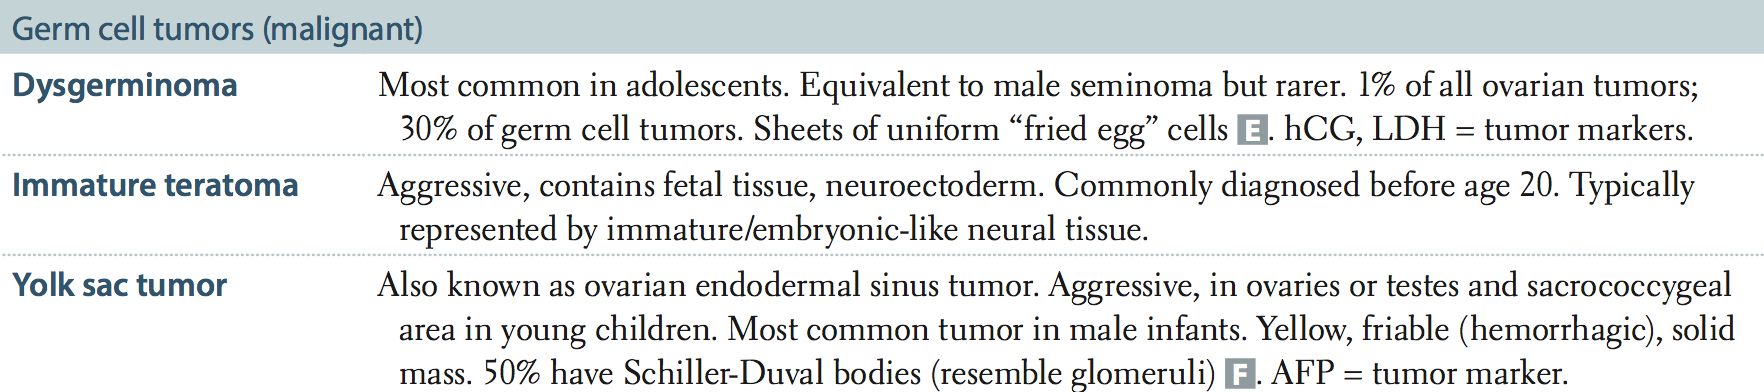 Germ cell tumors (malignant)
Dysgerminoma
Most common in adolescents. Equivalent to male seminoma but rarer. 1% of all ovarian tumors;
30% of germ cell tumors. Sheets of uniform “fried egg” cells E. hCG, LDH = tumor markers.
Immature teratoma
Aggressive, contains fetal tissue, neuroectoderm. Commonly diagnosed before age 20. Typically
represented by immature/embryonic-like neural tissue.
Yolk sac tumor
Also known as ovarian endodermal sinus tumor. Aggressive, in ovaries or testes and sacrococcygeal
area in young children. Most common tumor in male infants. Yellow, friable (hemorrhagic), solid
mass. 50% have Schiller-Duval bodies (resemble glomeruli) F. AFP = tumor marker.